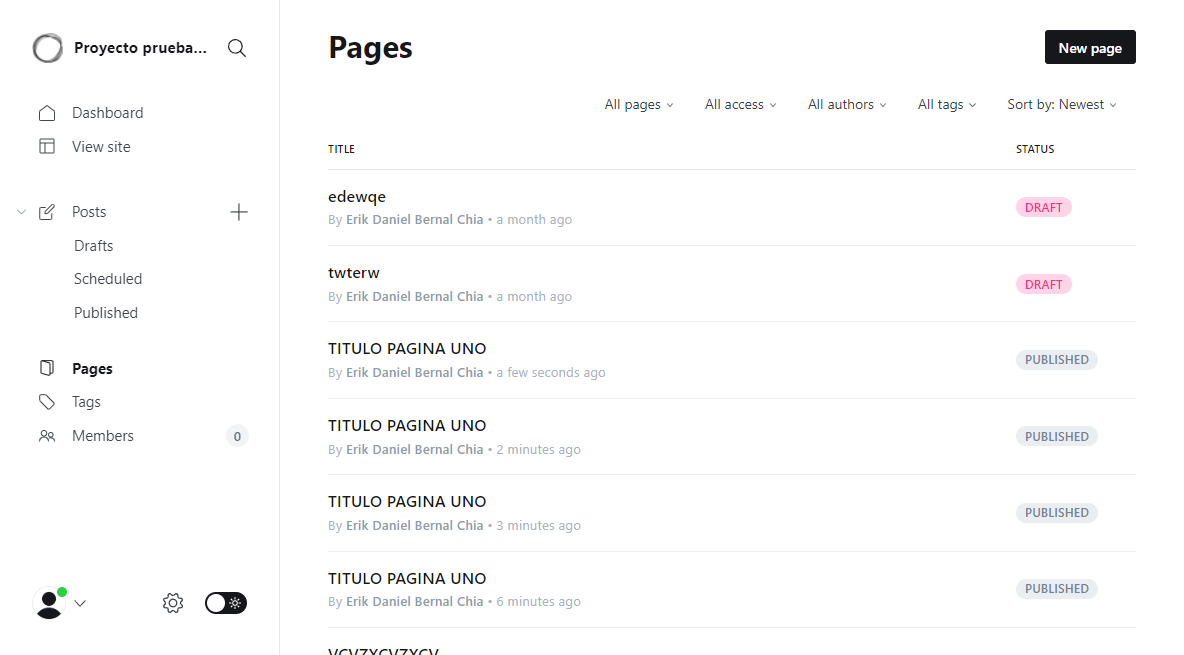 Proyecto prueba...
Dashboard
View site
Posts
Drafts
Scheduled
Published
Pages
Tags
Members 0
Pages
New page
All pages All access All authors All tags Sort by: Newest
TITLE STATUS
edewqe
By Erik Daniel Bernal Chia • a month ago
DRAFT
twterw
By Erik Daniel Bernal Chia • a month ago
DRAFT
TITULO PAGINA UNO
By Erik Daniel Bernal Chia • a few seconds ago
PUBLISHED
TITULO PAGINA UNO
By Erik Daniel Bernal Chia • 2 minutes ago
PUBLISHED
TITULO PAGINA UNO
By Erik Daniel Bernal Chia • 3 minutes ago
PUBLISHED
TITULO PAGINA UNO
By Erik Daniel Bernal Chia • 6 minutes ago
PUBLISHED